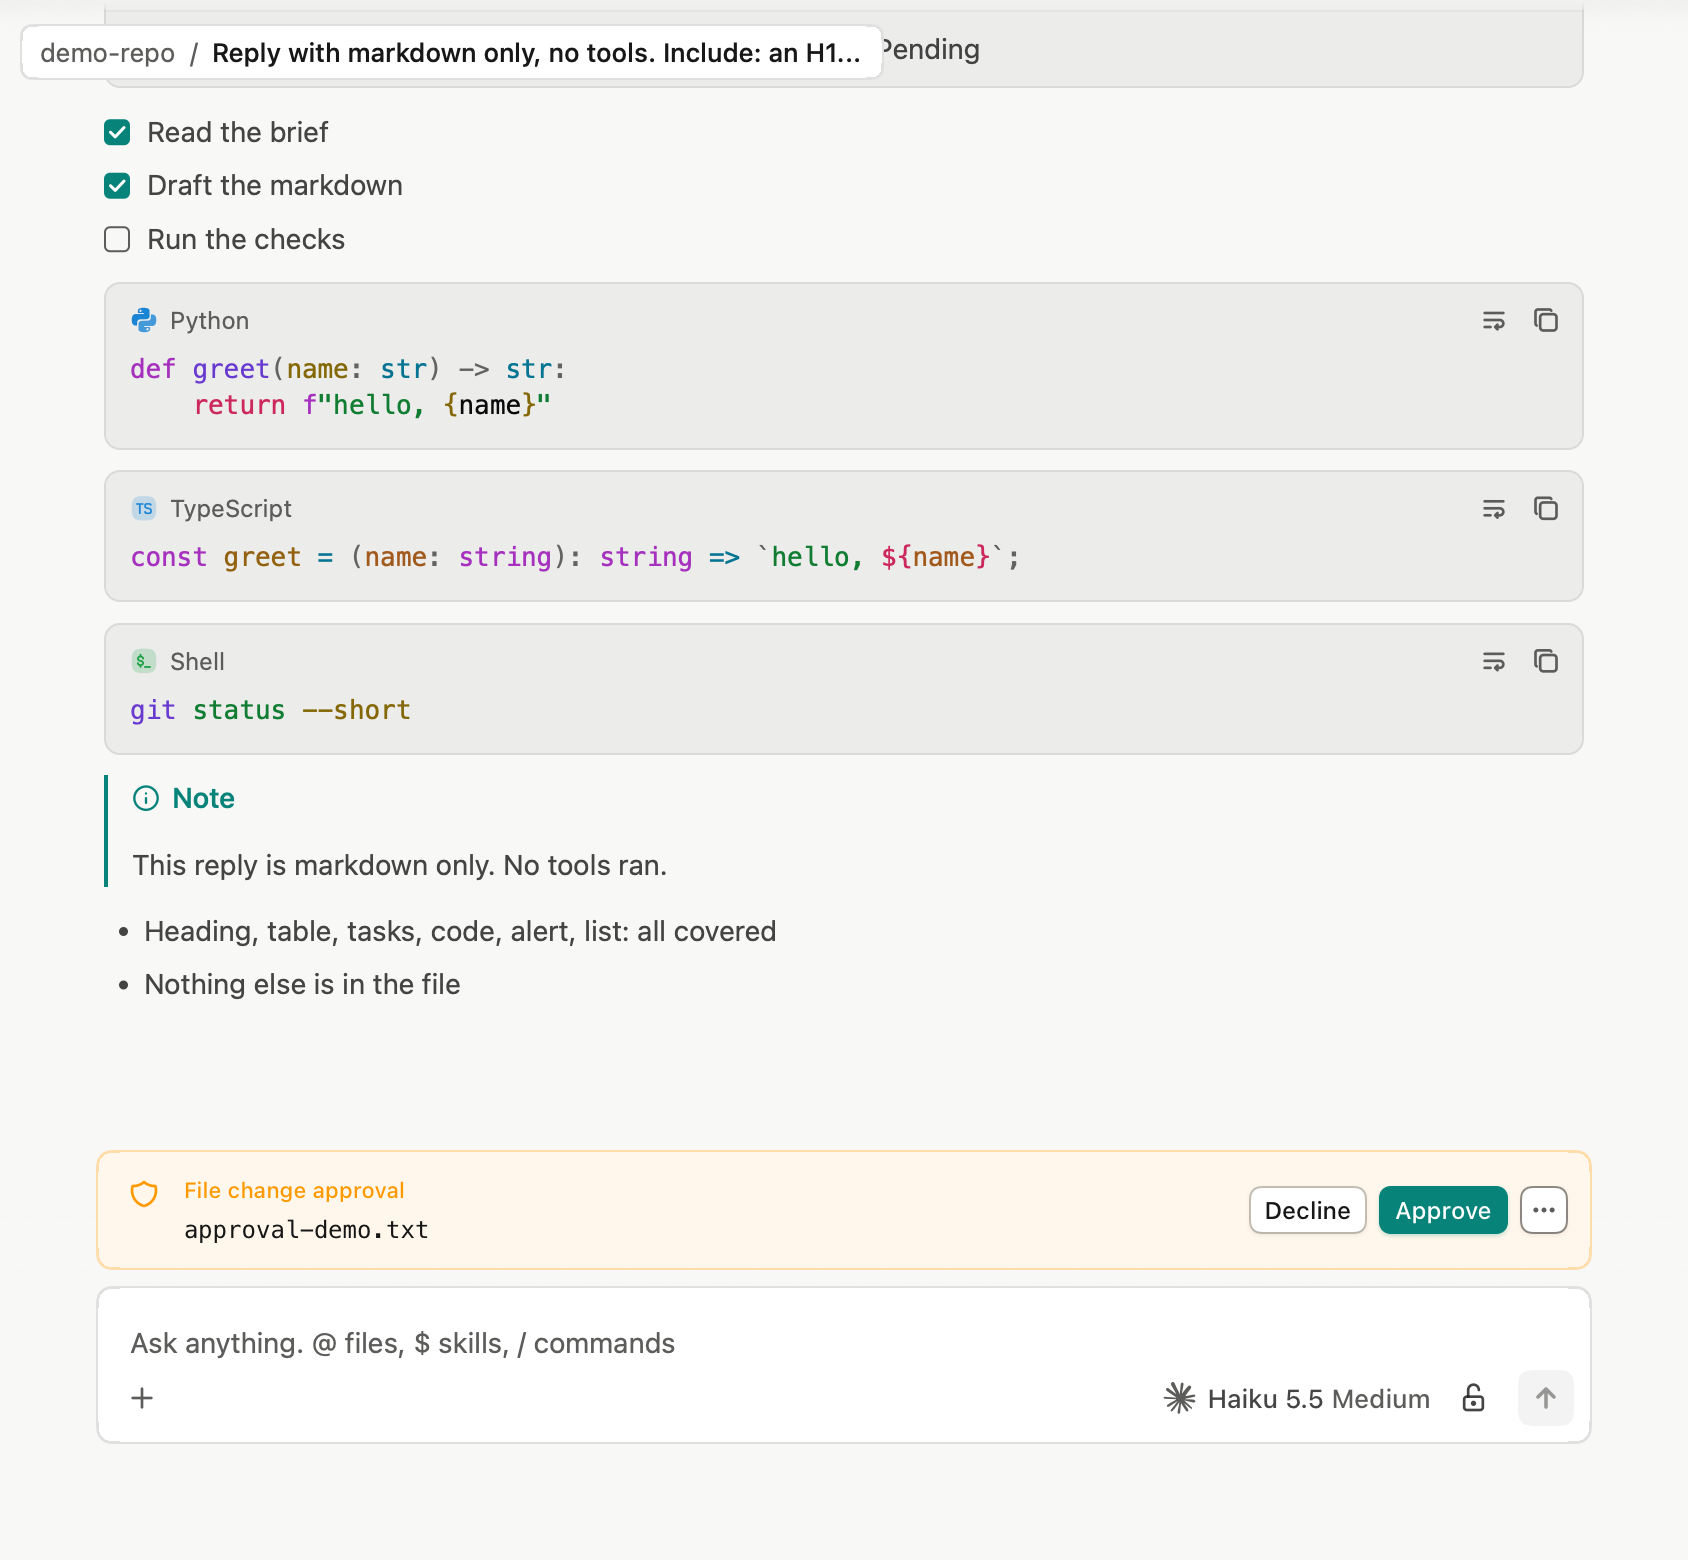 demo-repo / Reply with markdown only, no tools. Include: an H1... Pending
Read the brief
Draft the markdown
Run the checks
Python
def greet(name: str) -> str:
    return f"hello, {name}"
TS TypeScript
const greet = (name: string): string => `hello, ${name}`;
$_ Shell
git status --short
Note
This reply is markdown only. No tools ran.
• Heading, table, tasks, code, alert, list: all covered
• Nothing else is in the file
File change approval
approval-demo.txt
Decline Approve ...
Ask anything. @ files, $ skills, / commands
+ Haiku 5.5 Medium